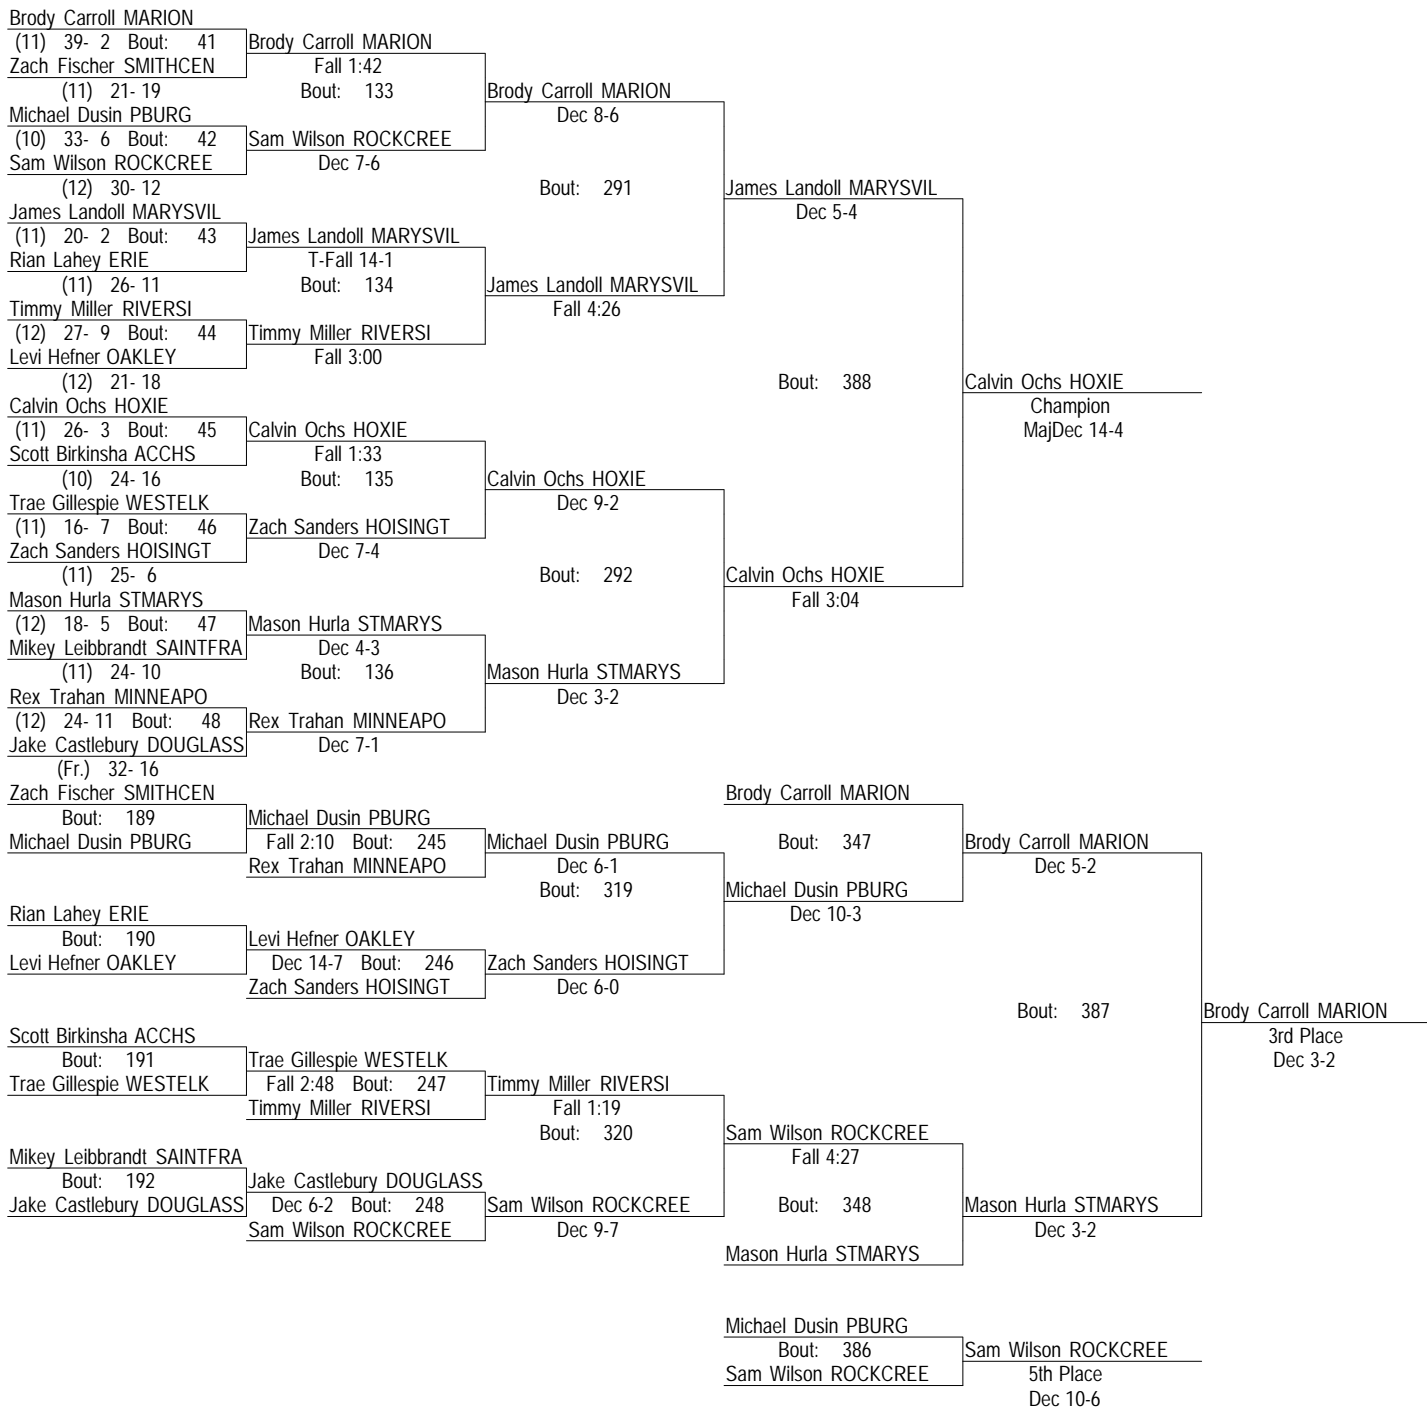 Brody Carroll MARION
(11) 39- 2 Bout: 41
Zach Fischer SMITHCEN
(11) 21- 19
Michael Dusin PBURG
(10) 33- 6 Bout: 42
Sam Wilson ROCKCREE
(12) 30- 12
James Landoll MARYSVIL
(11) 20- 2 Bout: 43
Rian Lahey ERIE
(11) 26- 11
Timmy Miller RIVERSI
(12) 27- 9 Bout: 44
Levi Hefner OAKLEY
(12) 21- 18
Calvin Ochs HOXIE
(11) 26- 3 Bout: 45
Scott Birkinsha ACCHS
(10) 24- 16
Trae Gillespie WESTELK
(11) 16- 7 Bout: 46
Zach Sanders HOISINGT
(11) 25- 6
Mason Hurla STMARYS
(12) 18- 5 Bout: 47
Mikey Leibbrandt SAINTFRA
(11) 24- 10
Rex Trahan MINNEAPO
(12) 24- 11 Bout: 48
Jake Castlebury DOUGLASS
(Fr.) 32- 16
Brody Carroll MARION
Fall 1:42
Bout: 133
Sam Wilson ROCKCREE
Dec 7-6
James Landoll MARYSVIL
T-Fall 14-1
Bout: 134
Timmy Miller RIVERSI
Fall 3:00
Calvin Ochs HOXIE
Fall 1:33
Bout: 135
Zach Sanders HOISINGT
Dec 7-4
Mason Hurla STMARYS
Dec 4-3
Bout: 136
Rex Trahan MINNEAPO
Dec 7-1
Brody Carroll MARION
Dec 8-6
Bout: 291
James Landoll MARYSVIL
Fall 4:26
Calvin Ochs HOXIE
Dec 9-2
Bout: 292
Mason Hurla STMARYS
Dec 3-2
James Landoll MARYSVIL
Dec 5-4
Bout: 388
Calvin Ochs HOXIE
Fall 3:04
Calvin Ochs HOXIE
Champion
MajDec 14-4
Zach Fischer SMITHCEN
Bout: 189
Michael Dusin PBURG
Rian Lahey ERIE
Bout: 190
Levi Hefner OAKLEY
Scott Birkinsha ACCHS
Bout: 191
Trae Gillespie WESTELK
Mikey Leibbrandt SAINTFRA
Bout: 192
Jake Castlebury DOUGLASS
Michael Dusin PBURG
Fall 2:10 Bout: 245
Rex Trahan MINNEAPO
Levi Hefner OAKLEY
Dec 14-7 Bout: 246
Zach Sanders HOISINGT
Trae Gillespie WESTELK
Fall 2:48 Bout: 247
Timmy Miller RIVERSI
Jake Castlebury DOUGLASS
Dec 6-2 Bout: 248
Sam Wilson ROCKCREE
Michael Dusin PBURG
Dec 6-1
Bout: 319
Zach Sanders HOISINGT
Dec 6-0
Timmy Miller RIVERSI
Fall 1:19
Bout: 320
Sam Wilson ROCKCREE
Dec 9-7
Brody Carroll MARION
Bout: 347
Michael Dusin PBURG
Dec 10-3
Sam Wilson ROCKCREE
Fall 4:27
Bout: 348
Mason Hurla STMARYS
Brody Carroll MARION
Dec 5-2
Bout: 387
Mason Hurla STMARYS
Dec 3-2
Brody Carroll MARION
3rd Place
Dec 3-2
Michael Dusin PBURG
Bout: 386
Sam Wilson ROCKCREE
Sam Wilson ROCKCREE
5th Place
Dec 10-6